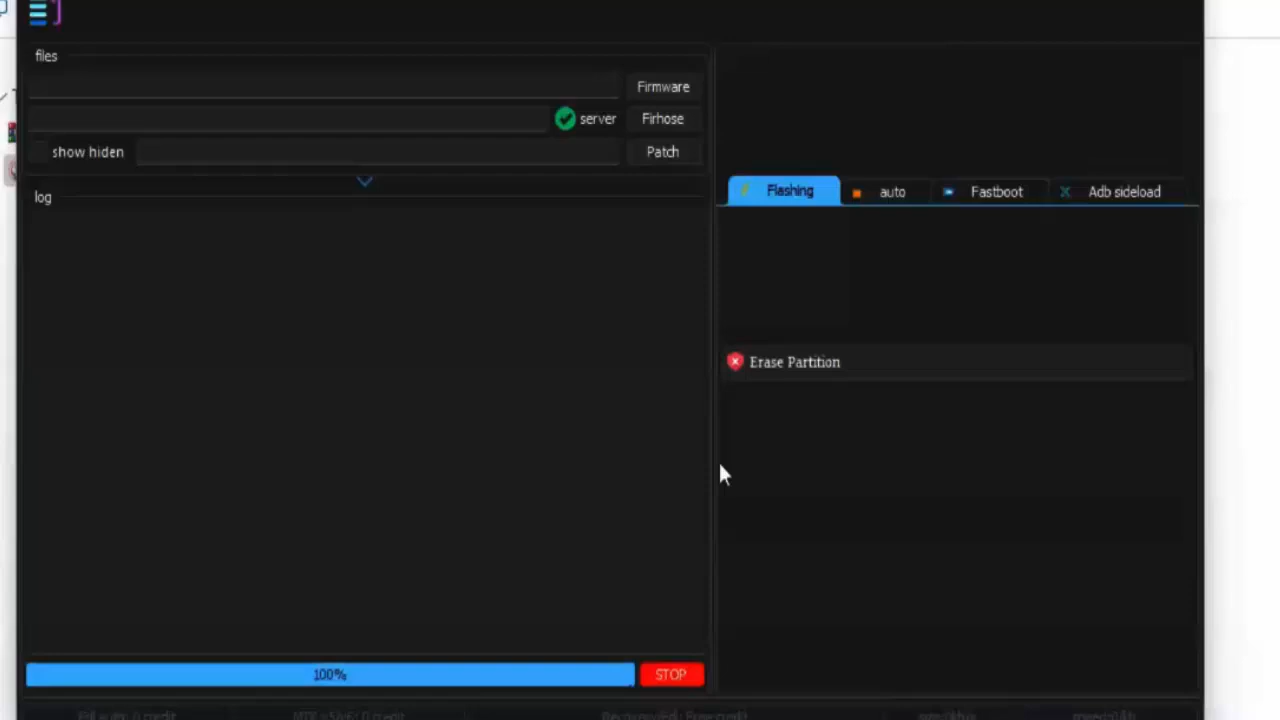 files
Firmware
server Firhose
show hiden Patch
log
Flashing auto Fastboot Adb sideload
Erase Partition
100% STOP